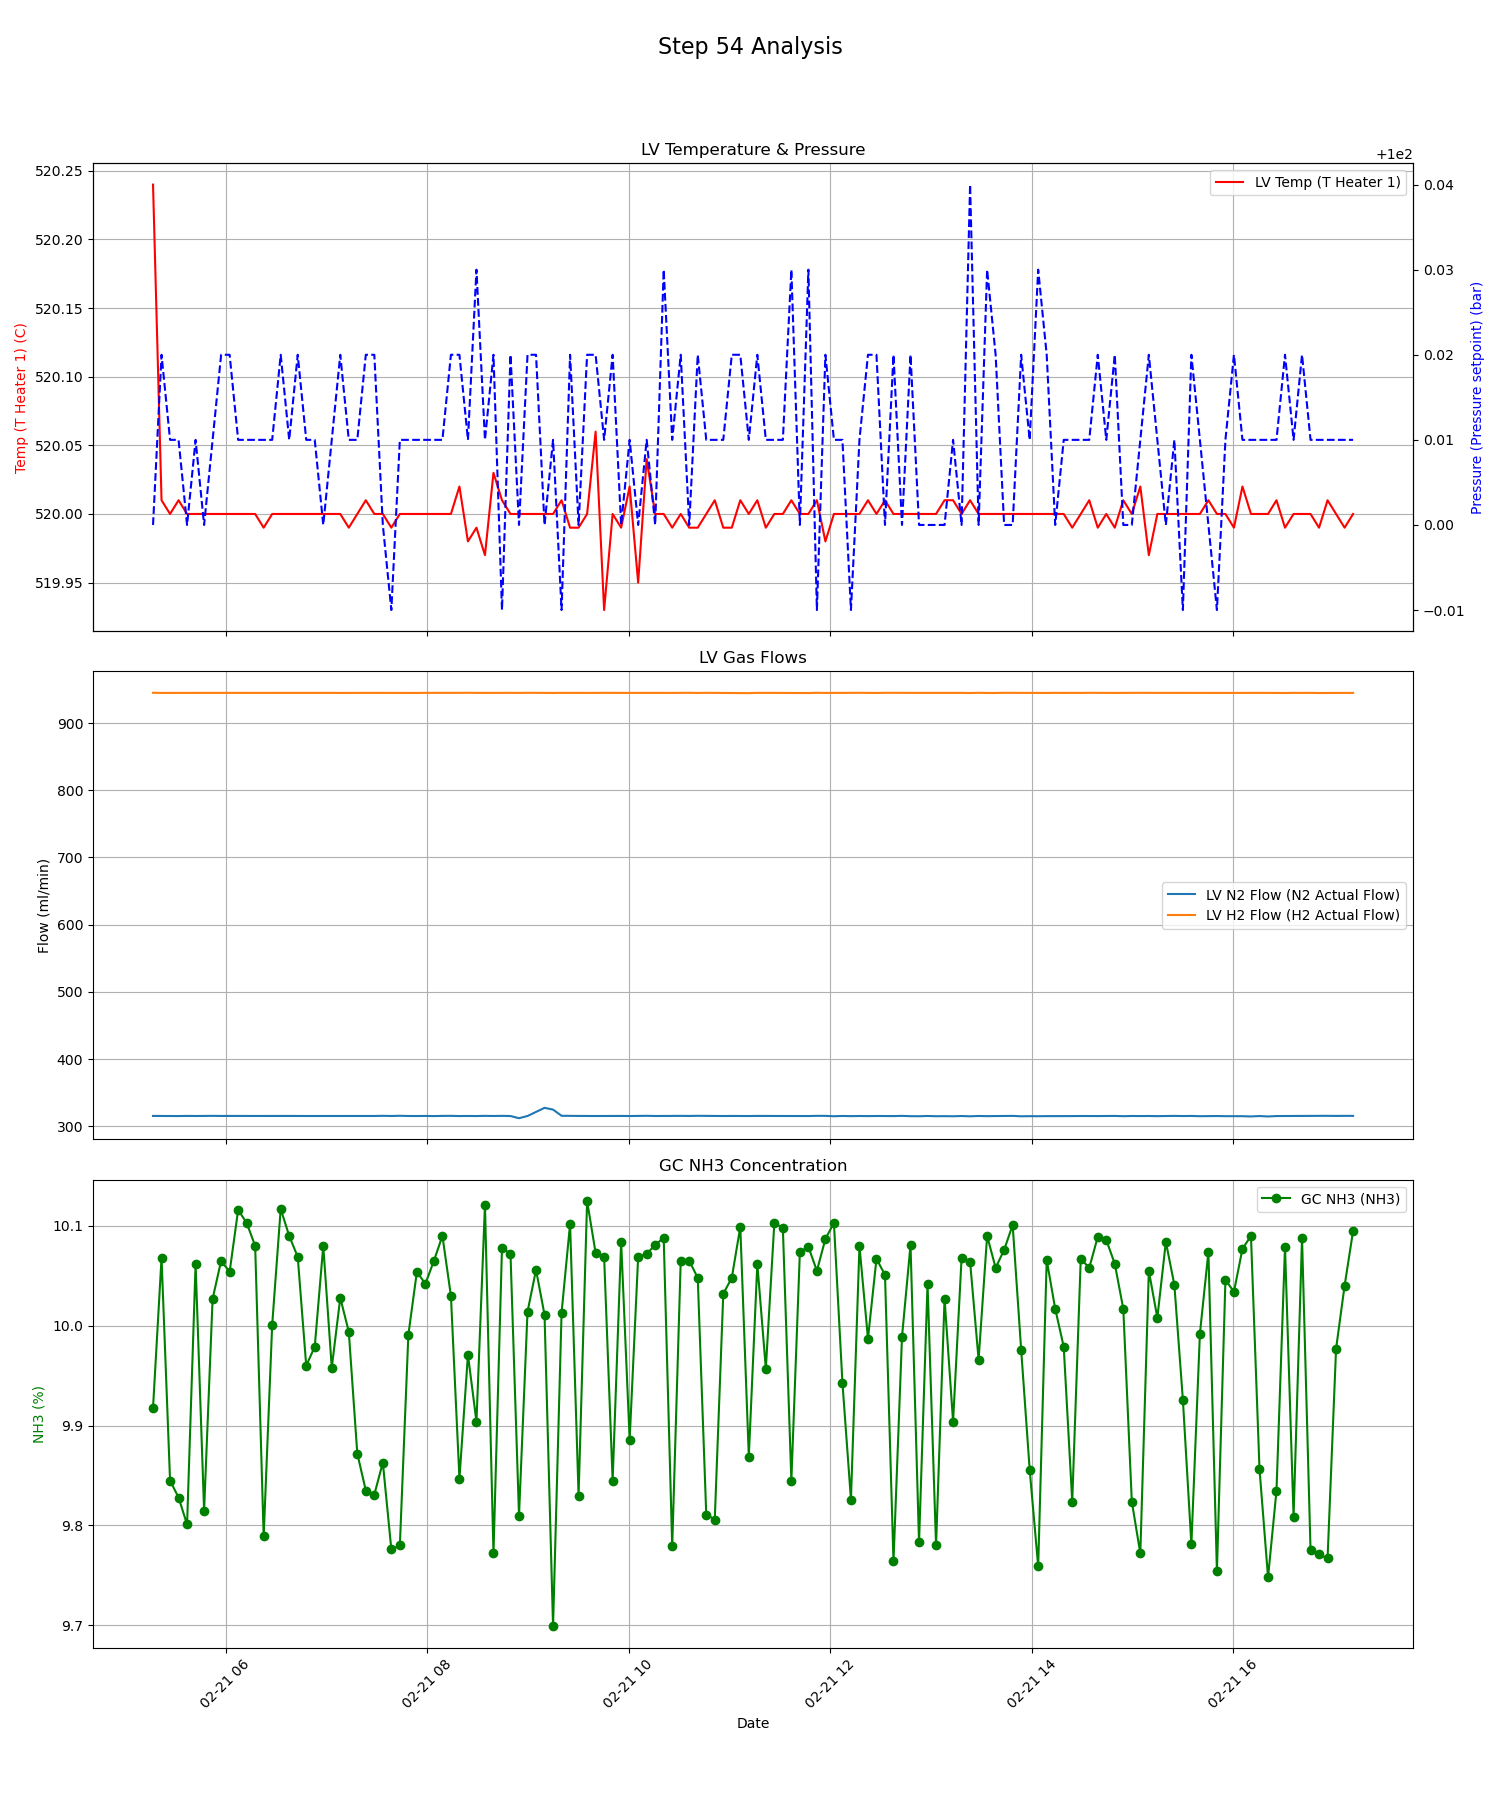 Step 54 Analysis
LV Temperature & Pressure
+1e2
520.25
520.20
520.15
520.10
520.05
520.00
519.95
Temp (T Heater 1) (C)
LV Temp (T Heater 1)
0.04
0.03
0.02
0.01
0.00
−0.01
Pressure (Pressure setpoint) (bar)
LV Gas Flows
900
800
700
600
500
400
300
Flow (ml/min)
LV N2 Flow (N2 Actual Flow)
LV H2 Flow (H2 Actual Flow)
GC NH3 Concentration
10.1
10.0
9.9
9.8
9.7
NH3 (%)
GC NH3 (NH3)
02-21 06
02-21 08
02-21 10
02-21 12
02-21 14
02-21 16
Date